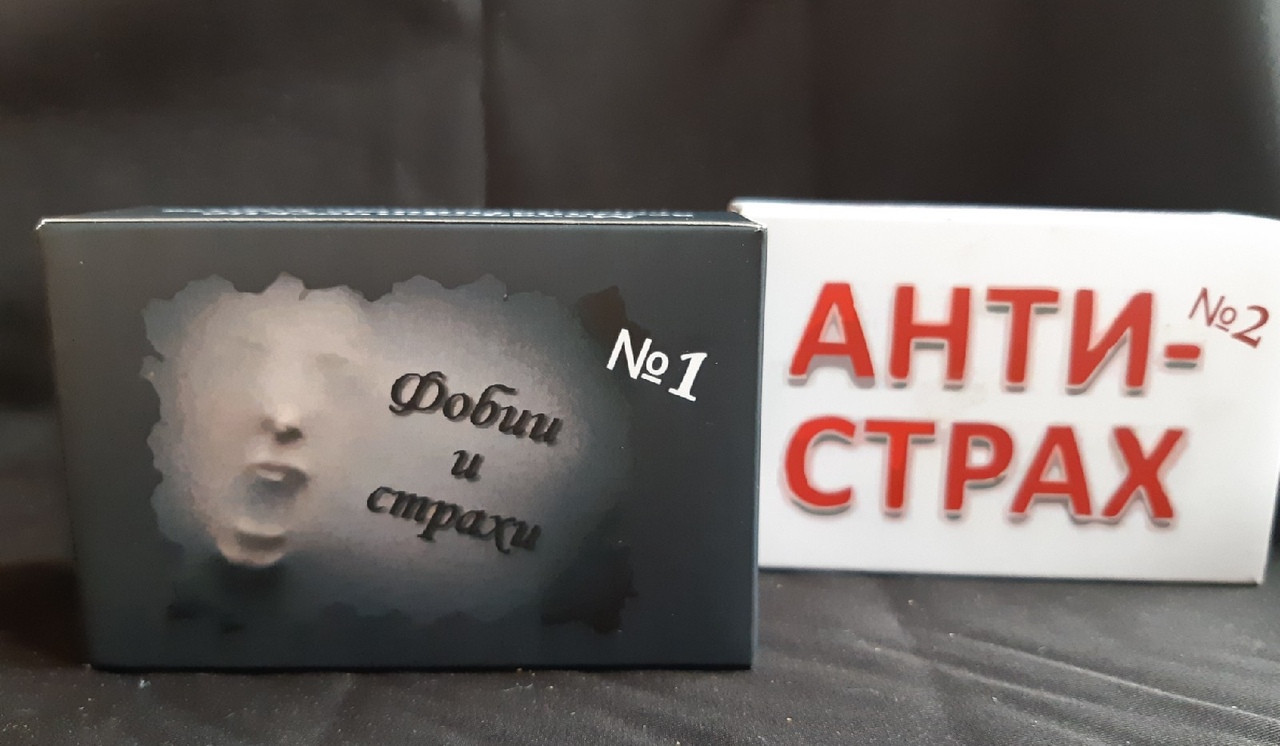 Фобии
и
страхи
№1
АНТИ-
СТРАХ
№2